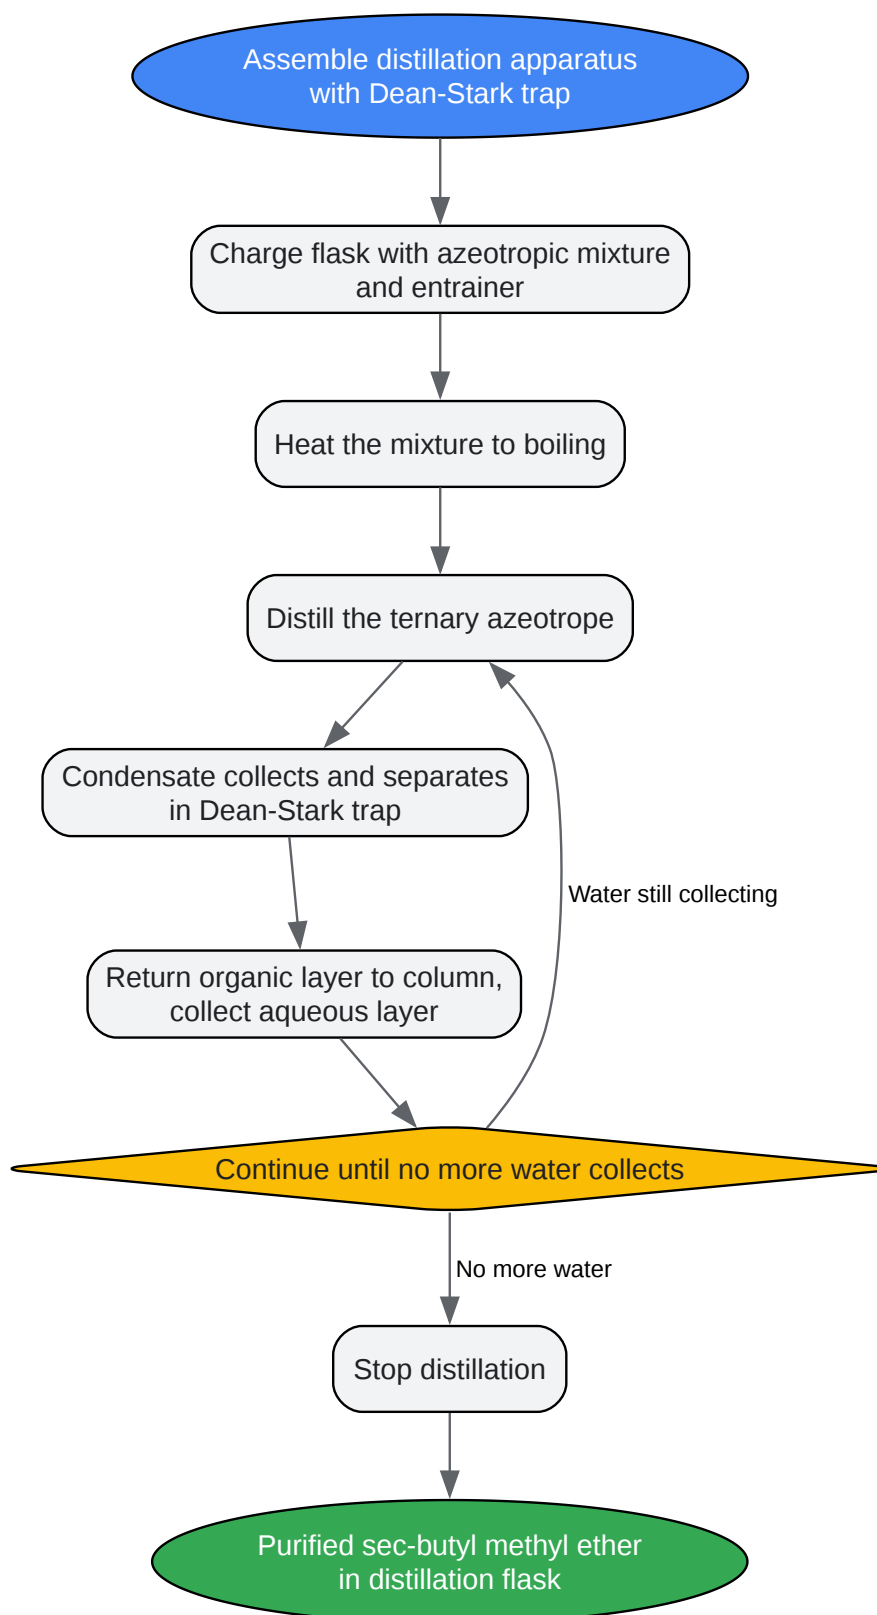 Assemble distillation apparatus
with Dean-Stark trap
Charge flask with azeotropic mixture
and entrainer
Heat the mixture to boiling
Distill the ternary azeotrope
Condensate collects and separates
in Dean-Stark trap
Water still collecting
Return organic layer to column,
collect aqueous layer
Continue until no more water collects
No more water
Stop distillation
Purified sec-butyl methyl ether
in distillation flask